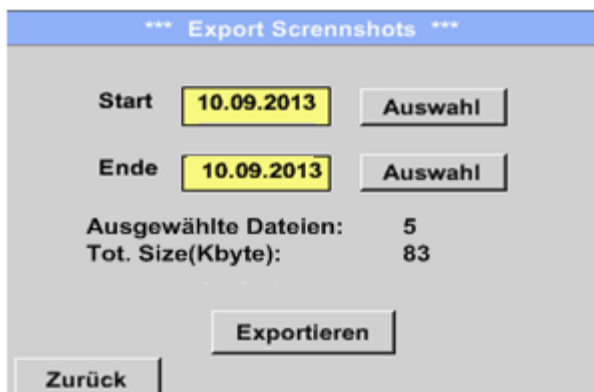 *** Export Scrennshots ***
Start 10.09.2013 Auswahl
Ende 10.09.2013 Auswahl
Ausgewählte Dateien: 5
Tot. Size(Kbyte): 83
Exportieren
Zurück